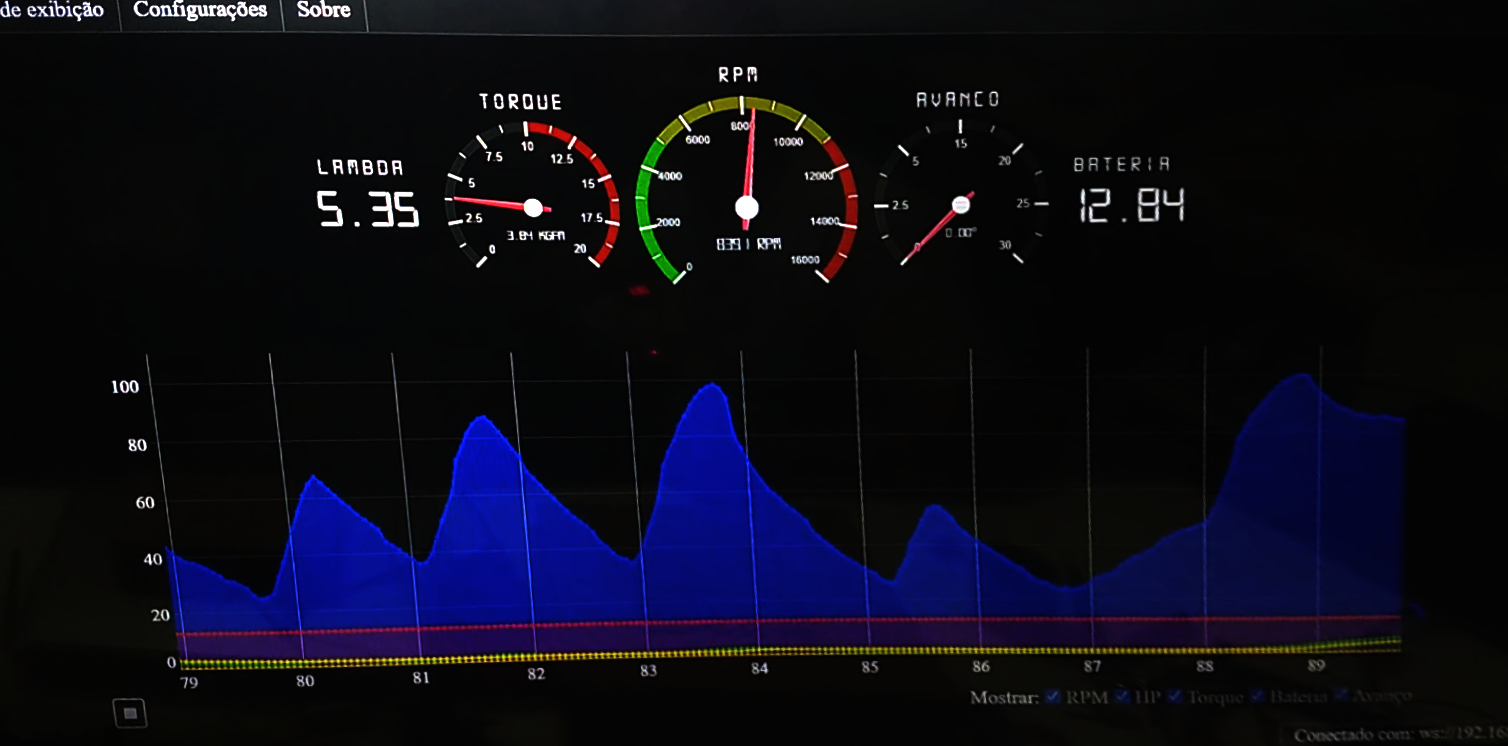 de exibição Configurações Sobre
RPM
TORQUE
AVANCO
LAMBDA
5.35
BATERIA
12.84
0 2.5 5 7.5 10 12.5 15 17.5 20
3.84 KGFM
0 2000 4000 6000 8000 10000 12000 14000 16000
8391 RPM
0 2.5 5 15 20 25 30
0.00°
100
80
60
40
20
0
79 80 81 82 83 84 85 86 87 88 89
Mostrar: RPM HP Torque Bateria Avanço
Conectado com: ws://192.16